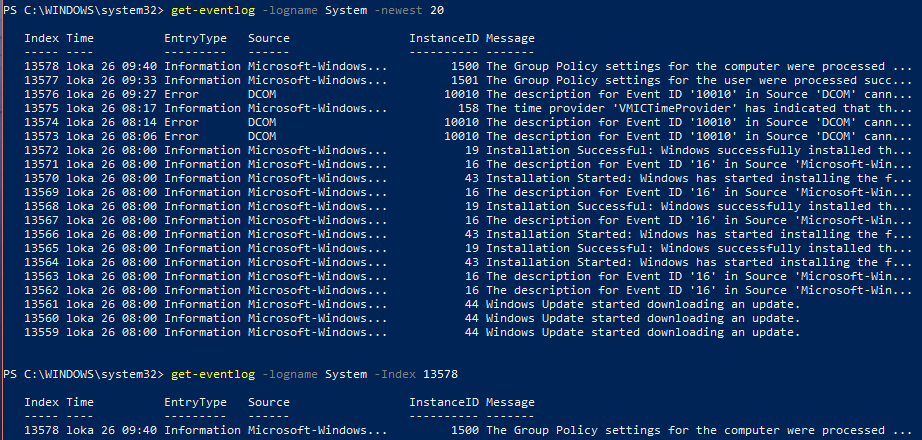 PS C:\WINDOWS\system32> get-eventlog -logname System -newest 20
Index Time EntryType Source InstanceID Message
----- ---- --------- ------ ---------- -------
13578 loka 26 09:40 Information Microsoft-Windows... 1500 The Group Policy settings for the computer were processed ...
13577 loka 26 09:33 Information Microsoft-Windows... 1501 The Group Policy settings for the user were processed succ...
13576 loka 26 09:27 Error DCOM 10010 The description for Event ID '10010' in Source 'DCOM' cann...
13575 loka 26 08:17 Information Microsoft-Windows... 158 The time provider 'VMICTimeProvider' has indicated that th...
13574 loka 26 08:14 Error DCOM 10010 The description for Event ID '10010' in Source 'DCOM' cann...
13573 loka 26 08:06 Error DCOM 10010 The description for Event ID '10010' in Source 'DCOM' cann...
13572 loka 26 08:00 Information Microsoft-Windows... 19 Installation Successful: Windows successfully installed th...
13571 loka 26 08:00 Information Microsoft-Windows... 16 The description for Event ID '16' in Source 'Microsoft-Win...
13570 loka 26 08:00 Information Microsoft-Windows... 43 Installation Started: Windows has started installing the f...
13569 loka 26 08:00 Information Microsoft-Windows... 16 The description for Event ID '16' in Source 'Microsoft-Win...
13568 loka 26 08:00 Information Microsoft-Windows... 19 Installation Successful: Windows successfully installed th...
13567 loka 26 08:00 Information Microsoft-Windows... 16 The description for Event ID '16' in Source 'Microsoft-Win...
13566 loka 26 08:00 Information Microsoft-Windows... 43 Installation Started: Windows has started installing the f...
13565 loka 26 08:00 Information Microsoft-Windows... 19 Installation Successful: Windows successfully installed th...
13564 loka 26 08:00 Information Microsoft-Windows... 43 Installation Started: Windows has started installing the f...
13563 loka 26 08:00 Information Microsoft-Windows... 16 The description for Event ID '16' in Source 'Microsoft-Win...
13562 loka 26 08:00 Information Microsoft-Windows... 16 The description for Event ID '16' in Source 'Microsoft-Win...
13561 loka 26 08:00 Information Microsoft-Windows... 44 Windows Update started downloading an update.
13560 loka 26 08:00 Information Microsoft-Windows... 44 Windows Update started downloading an update.
13559 loka 26 08:00 Information Microsoft-Windows... 44 Windows Update started downloading an update.
PS C:\WINDOWS\system32> get-eventlog -logname System -Index 13578
Index Time EntryType Source InstanceID Message
----- ---- --------- ------ ---------- -------
13578 loka 26 09:40 Information Microsoft-Windows... 1500 The Group Policy settings for the computer were processed ...